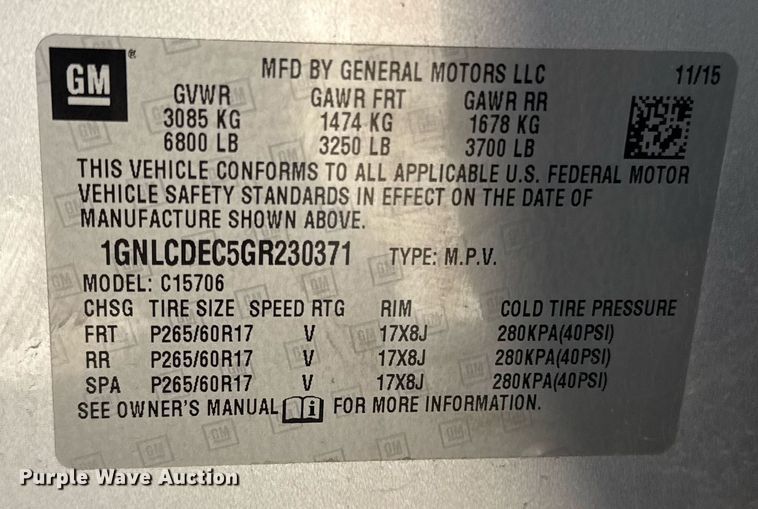 GM ®
MFD BY GENERAL MOTORS LLC 11/15
GVWR GAWR FRT GAWR RR
3085 KG 1474 KG 1678 KG
6800 LB 3250 LB 3700 LB
THIS VEHICLE CONFORMS TO ALL APPLICABLE U.S. FEDERAL MOTOR
VEHICLE SAFETY STANDARDS IN EFFECT ON THE DATE OF
MANUFACTURE SHOWN ABOVE.
1GNLCDEC5GR230371 TYPE: M.P.V.
MODEL: C15706
CHSG TIRE SIZE SPEED RTG RIM COLD TIRE PRESSURE
FRT P265/60R17 V 17X8J 280KPA(40PSI)
RR P265/60R17 V 17X8J 280KPA(40PSI)
SPA P265/60R17 V 17X8J 280KPA(40PSI)
SEE OWNER'S MANUAL i FOR MORE INFORMATION.
Purple Wave Auction